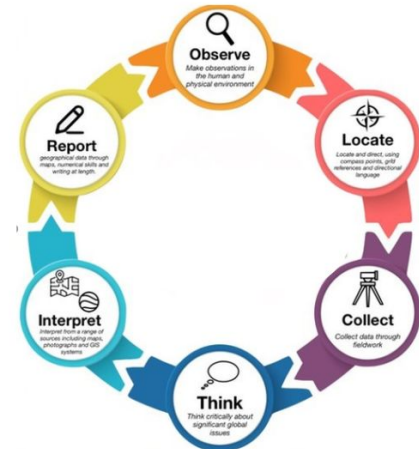 Observe
Make observations in
the human and
physical environment
Locate
Locate and direct, using
compass points, grid
references and directional
language
Collect
Collect data through
fieldwork
Think
Think critically about
significant global
issues
Interpret
Interpret from a range of
sources including maps,
photographs and GIS
systems
Report
geographical data through
maps, numerical skills and
writing at length.